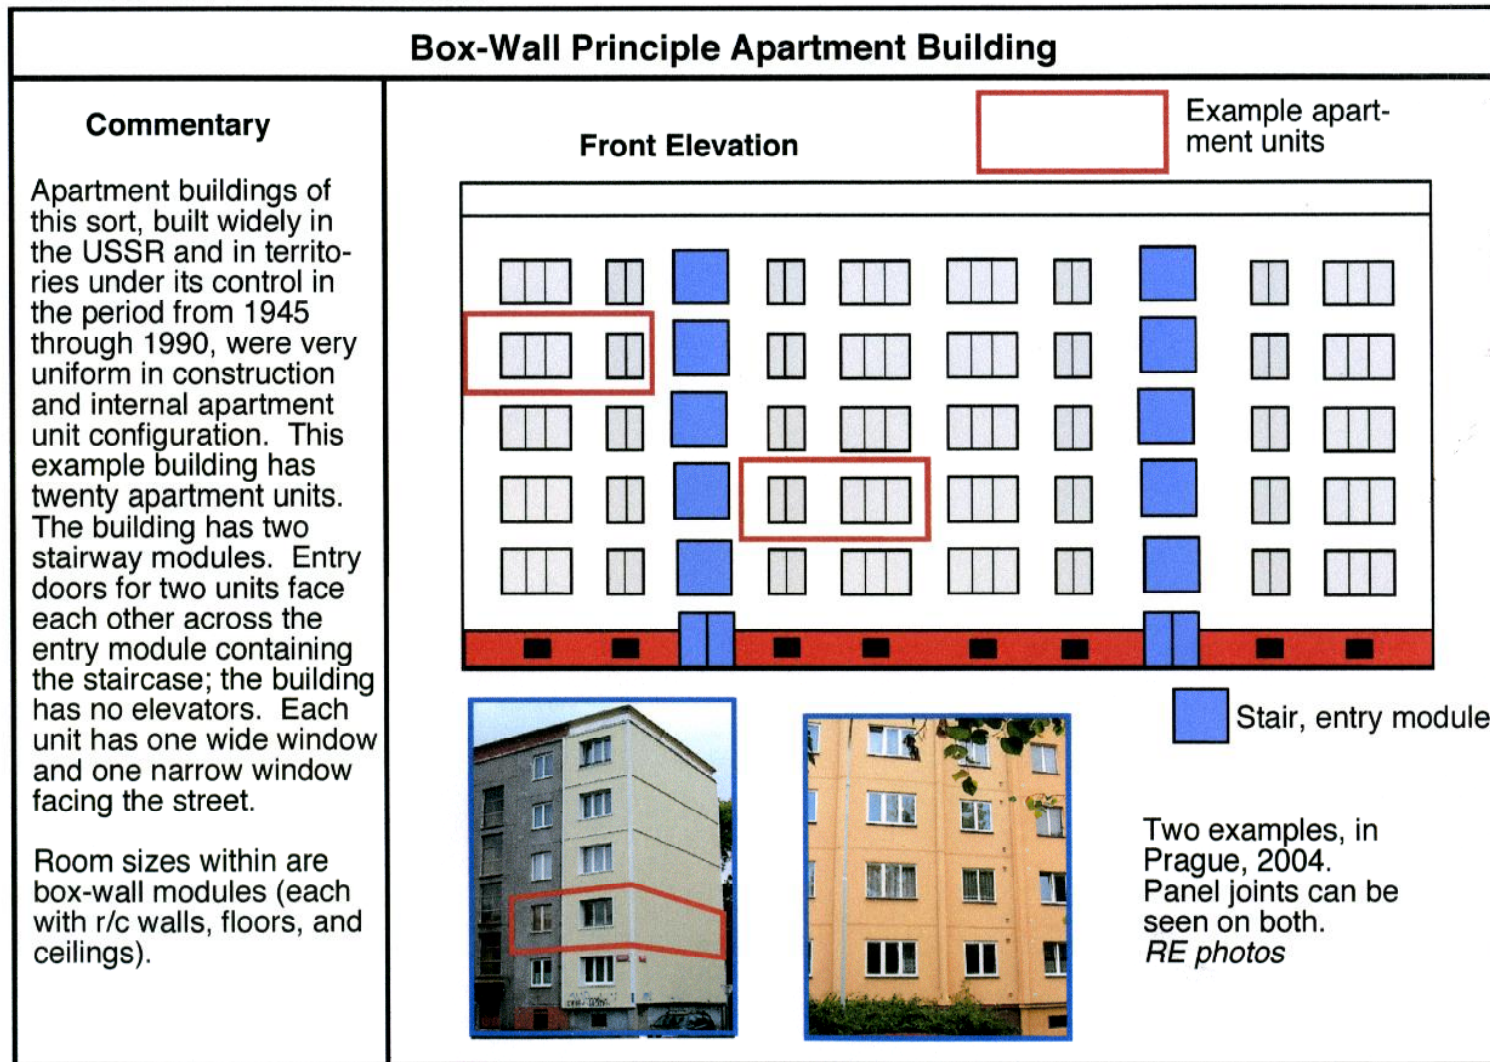 Box-Wall Principle Apartment Building
Commentary
Apartment buildings of
this sort, built widely in
the USSR and in territo-
ries under its control in
the period from 1945
through 1990, were very
uniform in construction
and internal apartment
unit configuration. This
example building has
twenty apartment units.
The building has two
stairway modules. Entry
doors for two units face
each other across the
entry module containing
the staircase; the building
has no elevators. Each
unit has one wide window
and one narrow window
facing the street.
Room sizes within are
box-wall modules (each
with r/c walls, floors, and
ceilings).
Front Elevation
Example apart-
ment units
Stair, entry module
Two examples, in
Prague, 2004.
Panel joints can be
seen on both.
RE photos